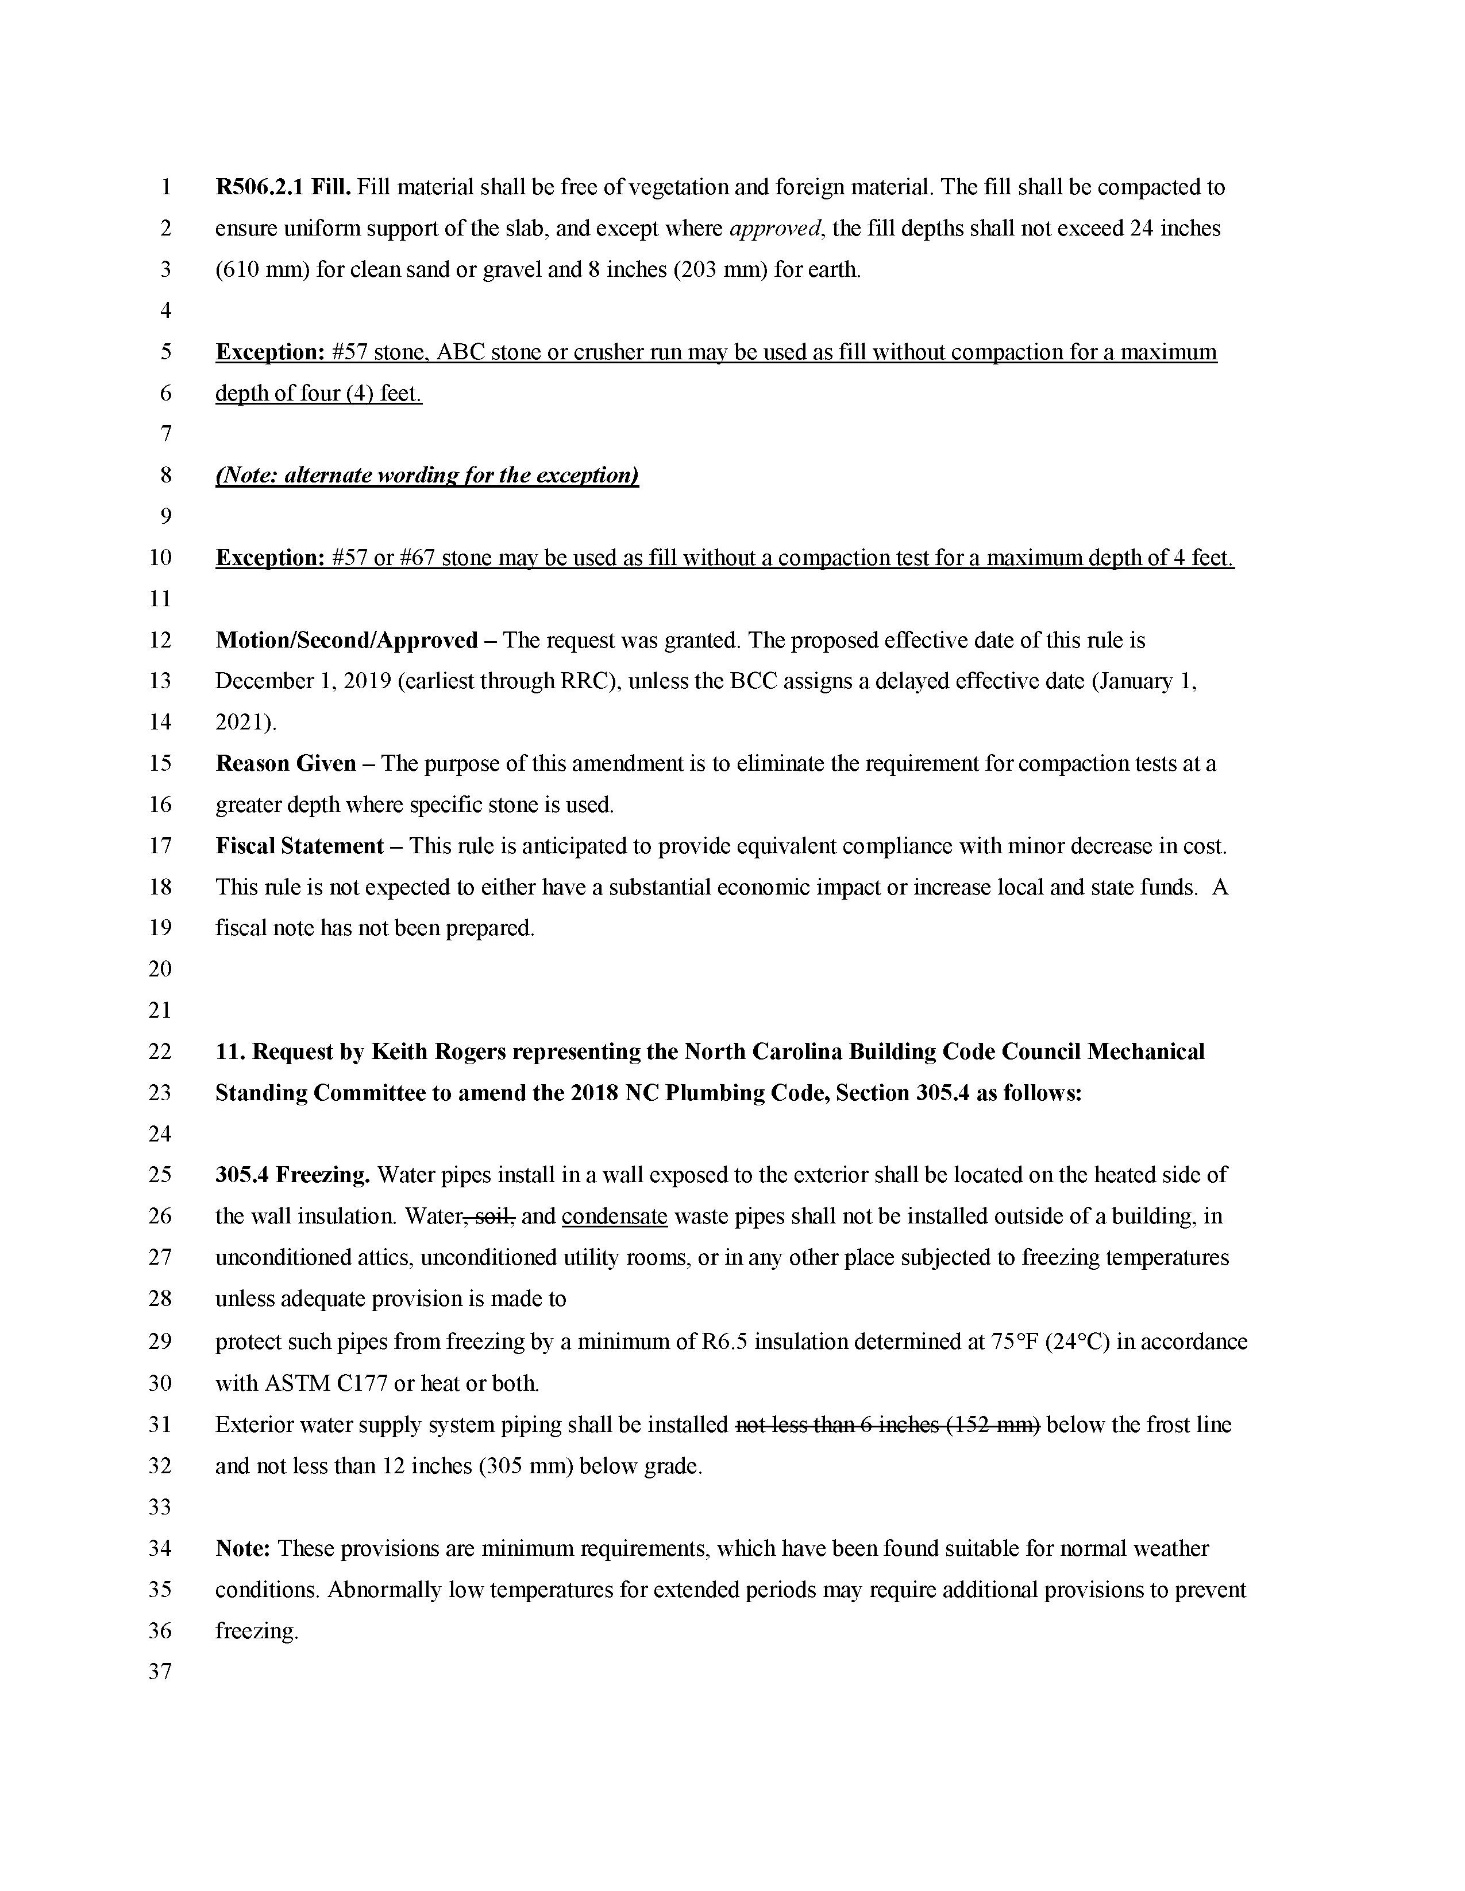 1 R506.2.1 Fill. Fill material shall be free of vegetation and foreign material. The fill shall be compacted to
2 ensure uniform support of the slab, and except where approved, the fill depths shall not exceed 24 inches
3 (610 mm) for clean sand or gravel and 8 inches (203 mm) for earth.
4
5 Exception: #57 stone, ABC stone or crusher run may be used as fill without compaction for a maximum
6 depth of four (4) feet.
7
8 (Note: alternate wording for the exception)
9
10 Exception: #57 or #67 stone may be used as fill without a compaction test for a maximum depth of 4 feet.
11
12 Motion/Second/Approved – The request was granted. The proposed effective date of this rule is
13 December 1, 2019 (earliest through RRC), unless the BCC assigns a delayed effective date (January 1,
14 2021).
15 Reason Given – The purpose of this amendment is to eliminate the requirement for compaction tests at a
16 greater depth where specific stone is used.
17 Fiscal Statement – This rule is anticipated to provide equivalent compliance with minor decrease in cost.
18 This rule is not expected to either have a substantial economic impact or increase local and state funds. A
19 fiscal note has not been prepared.
20
21
22 11. Request by Keith Rogers representing the North Carolina Building Code Council Mechanical
23 Standing Committee to amend the 2018 NC Plumbing Code, Section 305.4 as follows:
24
25 305.4 Freezing. Water pipes install in a wall exposed to the exterior shall be located on the heated side of
26 the wall insulation. Water, soil, and condensate waste pipes shall not be installed outside of a building, in
27 unconditioned attics, unconditioned utility rooms, or in any other place subjected to freezing temperatures
28 unless adequate provision is made to
29 protect such pipes from freezing by a minimum of R6.5 insulation determined at 75°F (24°C) in accordance
30 with ASTM C177 or heat or both.
31 Exterior water supply system piping shall be installed not less than 6 inches (152 mm) below the frost line
32 and not less than 12 inches (305 mm) below grade.
33
34 Note: These provisions are minimum requirements, which have been found suitable for normal weather
35 conditions. Abnormally low temperatures for extended periods may require additional provisions to prevent
36 freezing.
37